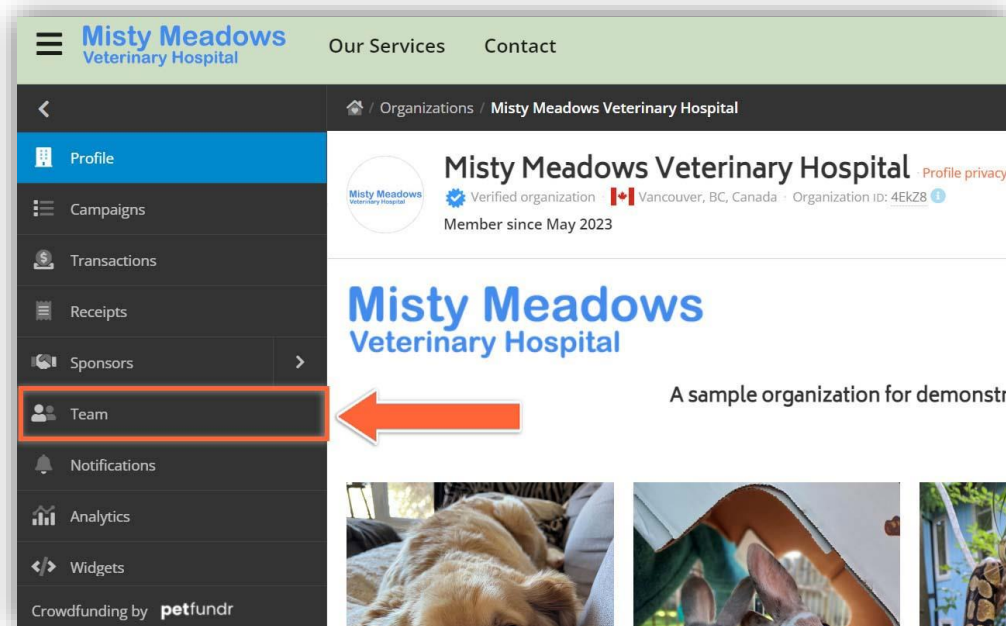 Misty Meadows
Veterinary Hospital
Our Services Contact
/ Organizations / Misty Meadows Veterinary Hospital
Profile
Campaigns
Transactions
Receipts
Sponsors
Team
Notifications
Analytics
Widgets
Crowdfunding by petfundr
Misty Meadows
Veterinary Hospital
Misty Meadows Veterinary Hospital · Profile privacy
Verified organization · Vancouver, BC, Canada · Organization ID: 4EkZ8
Member since May 2023
Misty Meadows
Veterinary Hospital
A sample organization for demonstr